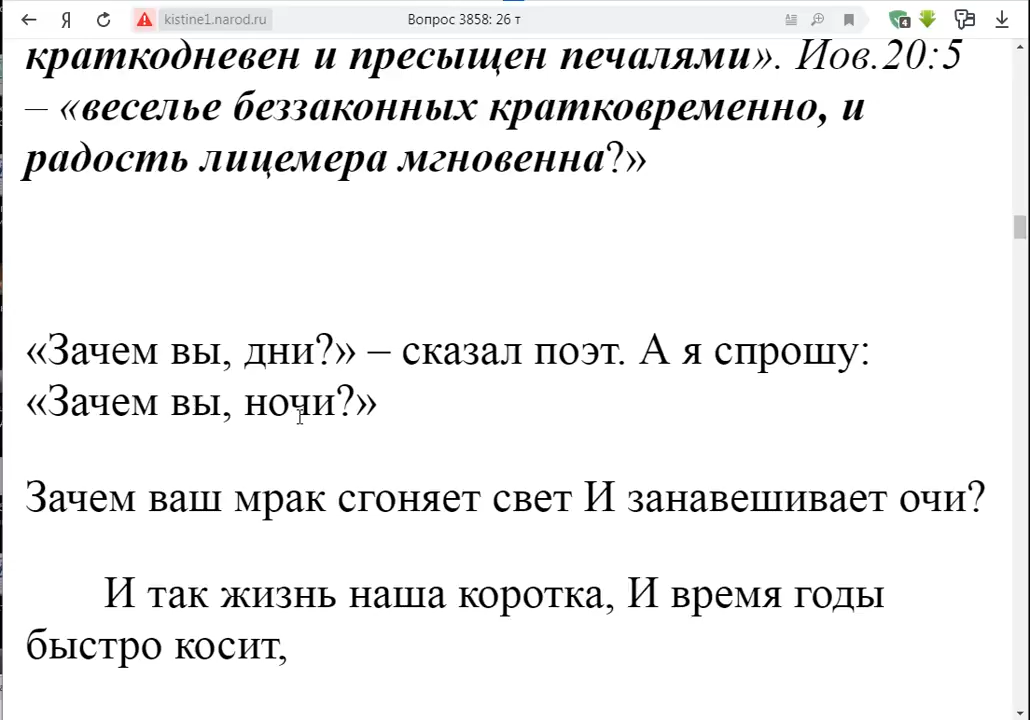 Я
kistine1.narod.ru
Вопрос 3858: 26 т
4
краткодневен и пресыщен печалями». Иов.20:5
– «веселье беззаконных кратковременно, и
радость лицемера мгновенна?»
«Зачем вы, дни?» – сказал поэт. А я спрошу:
«Зачем вы, ночи?»
Зачем ваш мрак сгоняет свет И занавешивает очи?
И так жизнь наша коротка, И время годы
быстро косит,